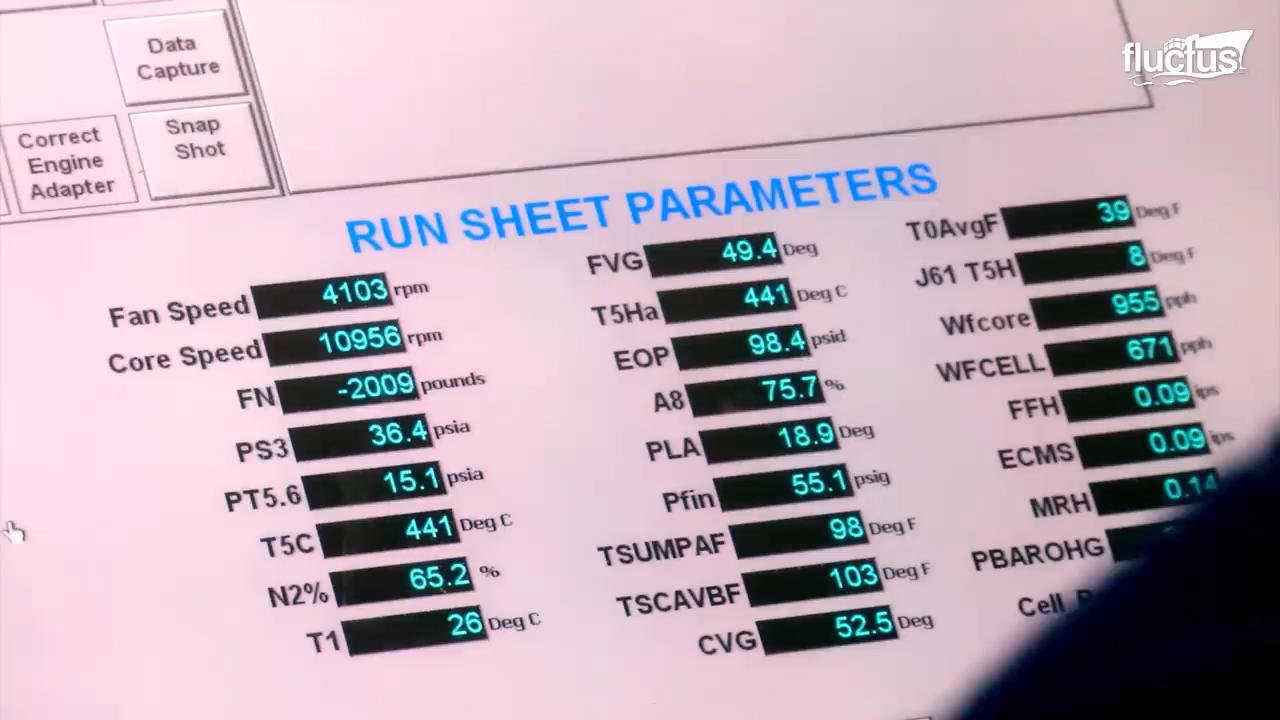 fluctus
Data
Capture
Correct
Engine
Adapter
Snap
Shot
RUN SHEET PARAMETERS
Fan Speed 4103 rpm
Core Speed 10956 rpm
FN -2009 pounds
PS3 36.4 psia
PT5.6 15.1 psia
T5C 441 Deg C
N2% 65.2 %
T1 26 Deg C
FVG 49.4 Deg
T5Ha 441 Deg C
EOP 98.4 psid
A8 75.7 %
PLA 18.9 Deg
Pfin 55.1 psig
TSUMPAF 98 Deg F
TSCAVBF 103 Deg F
CVG 52.5 Deg
T0AvgF 39 Deg F
J61 T5H 8 Deg F
Wfcore 955 pph
WFCELL 671 pph
FFH 0.09 ips
ECMS 0.09 ips
MRH 0.14
PBAROHG
Cell